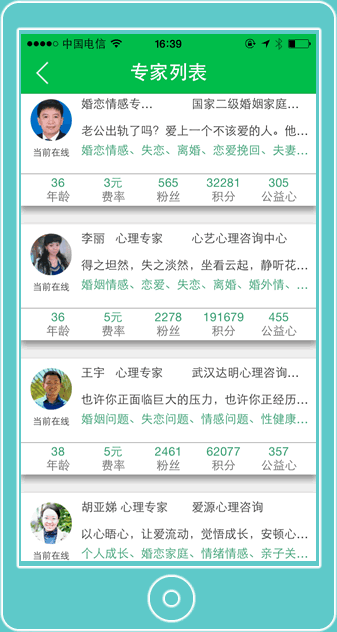 中国电信 16:39
专家列表
婚恋情感专… 国家二级婚姻家庭…
老公出轨了吗？爱上一个不该爱的人。他…
当前在线 婚恋情感、失恋、离婚、恋爱挽回、夫妻…
36 3元 565 32281 305
年龄 费率 粉丝 积分 公益心
李丽 心理专家 心艺心理咨询中心
得之坦然，失之淡然，坐看云起，静听花…
当前在线 婚姻情感、恋爱、失恋、离婚、婚外情、…
36 5元 2278 191679 455
年龄 费率 粉丝 积分 公益心
王宇 心理专家 武汉达明心理咨询…
也许你正面临巨大的压力，也许你正经历…
当前在线 婚姻问题、失恋问题、情感问题、性健康…
38 5元 2461 62077 357
年龄 费率 粉丝 积分 公益心
胡亚娣 心理专家 爱源心理咨询
以心晤心，让爱流动，觉悟成长，安顿心…
当前在线 个人成长、婚恋家庭、情绪情感、亲子关…